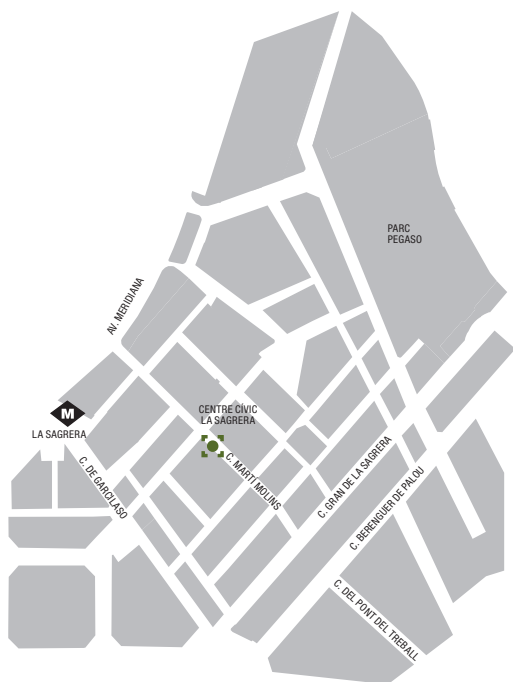 PARC
PEGASO
AV. MERIDIANA
M
LA SAGRERA
CENTRE CÍVIC
LA SAGRERA
C. DE GARCILASO
C. MARTÍ MOLINS
C. GRAN DE LA SAGRERA
C. BERENGUER DE PALOU
C. DEL PONT DEL TREBALL